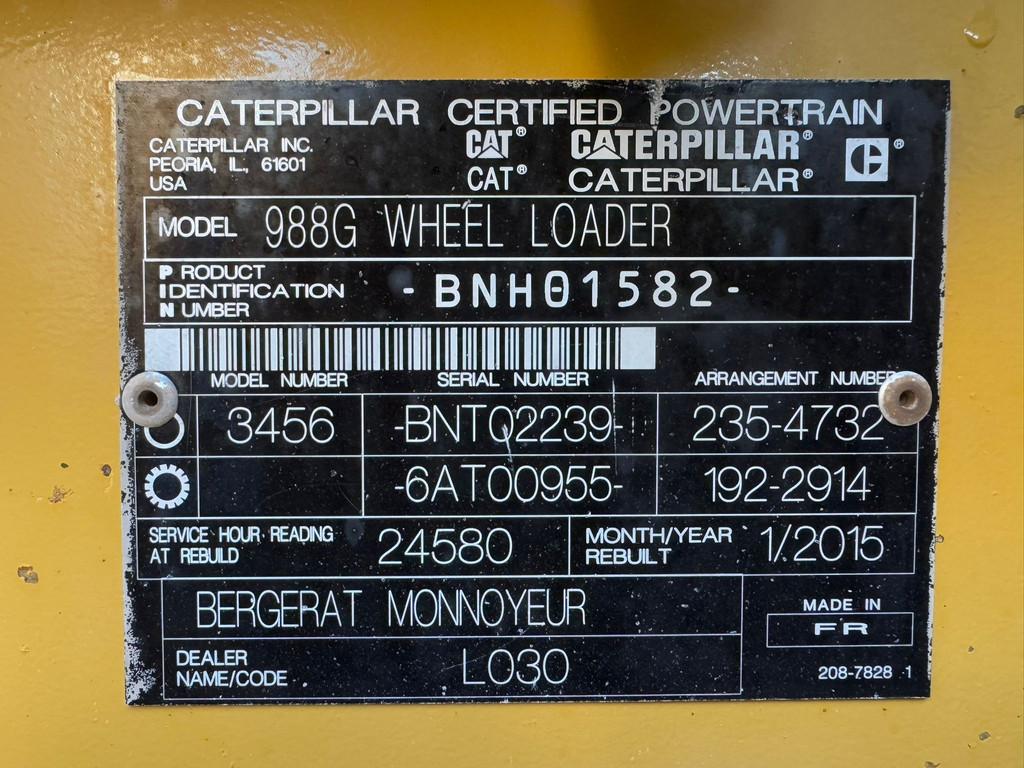 CATERPILLAR CERTIFIED POWERTRAIN
CATERPILLAR INC.
PEORIA, IL, 61601
USA
CAT® CATERPILLAR® C®
CAT® CATERPILLAR®
MODEL 988G WHEEL LOADER
PRODUCT
IDENTIFICATION
NUMBER
-BNH01582-
MODEL NUMBER SERIAL NUMBER ARRANGEMENT NUMBER
3456 -BNT02239- 235-4732
-6AT00955- 192-2914
SERVICE HOUR READING
AT REBUILD
24580
MONTH/YEAR
REBUILT
1/2015
BERGERAT MONNOYEUR
MADE IN
FR
DEALER
NAME/CODE
L030
208-7828 1